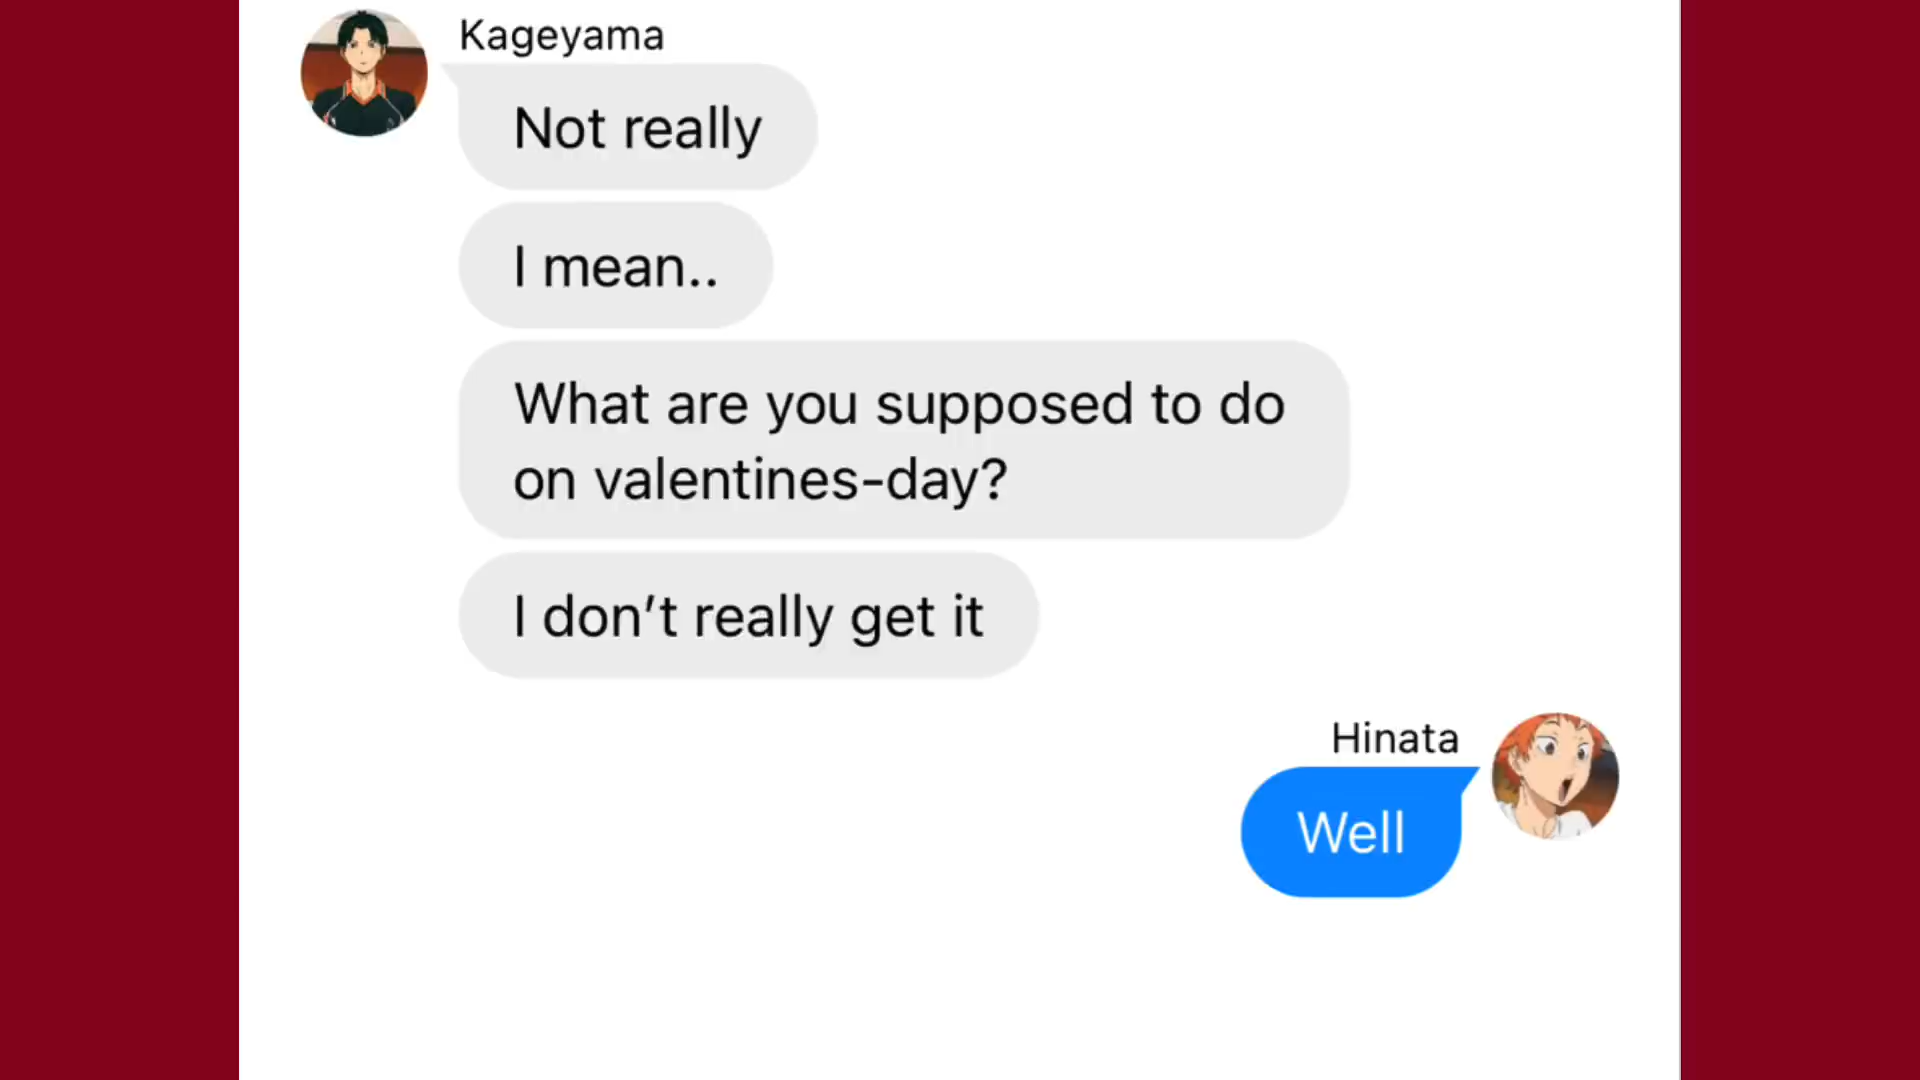 Kageyama
Not really
I mean..
What are you supposed to do
on valentines-day?
I don’t really get it
Hinata
Well